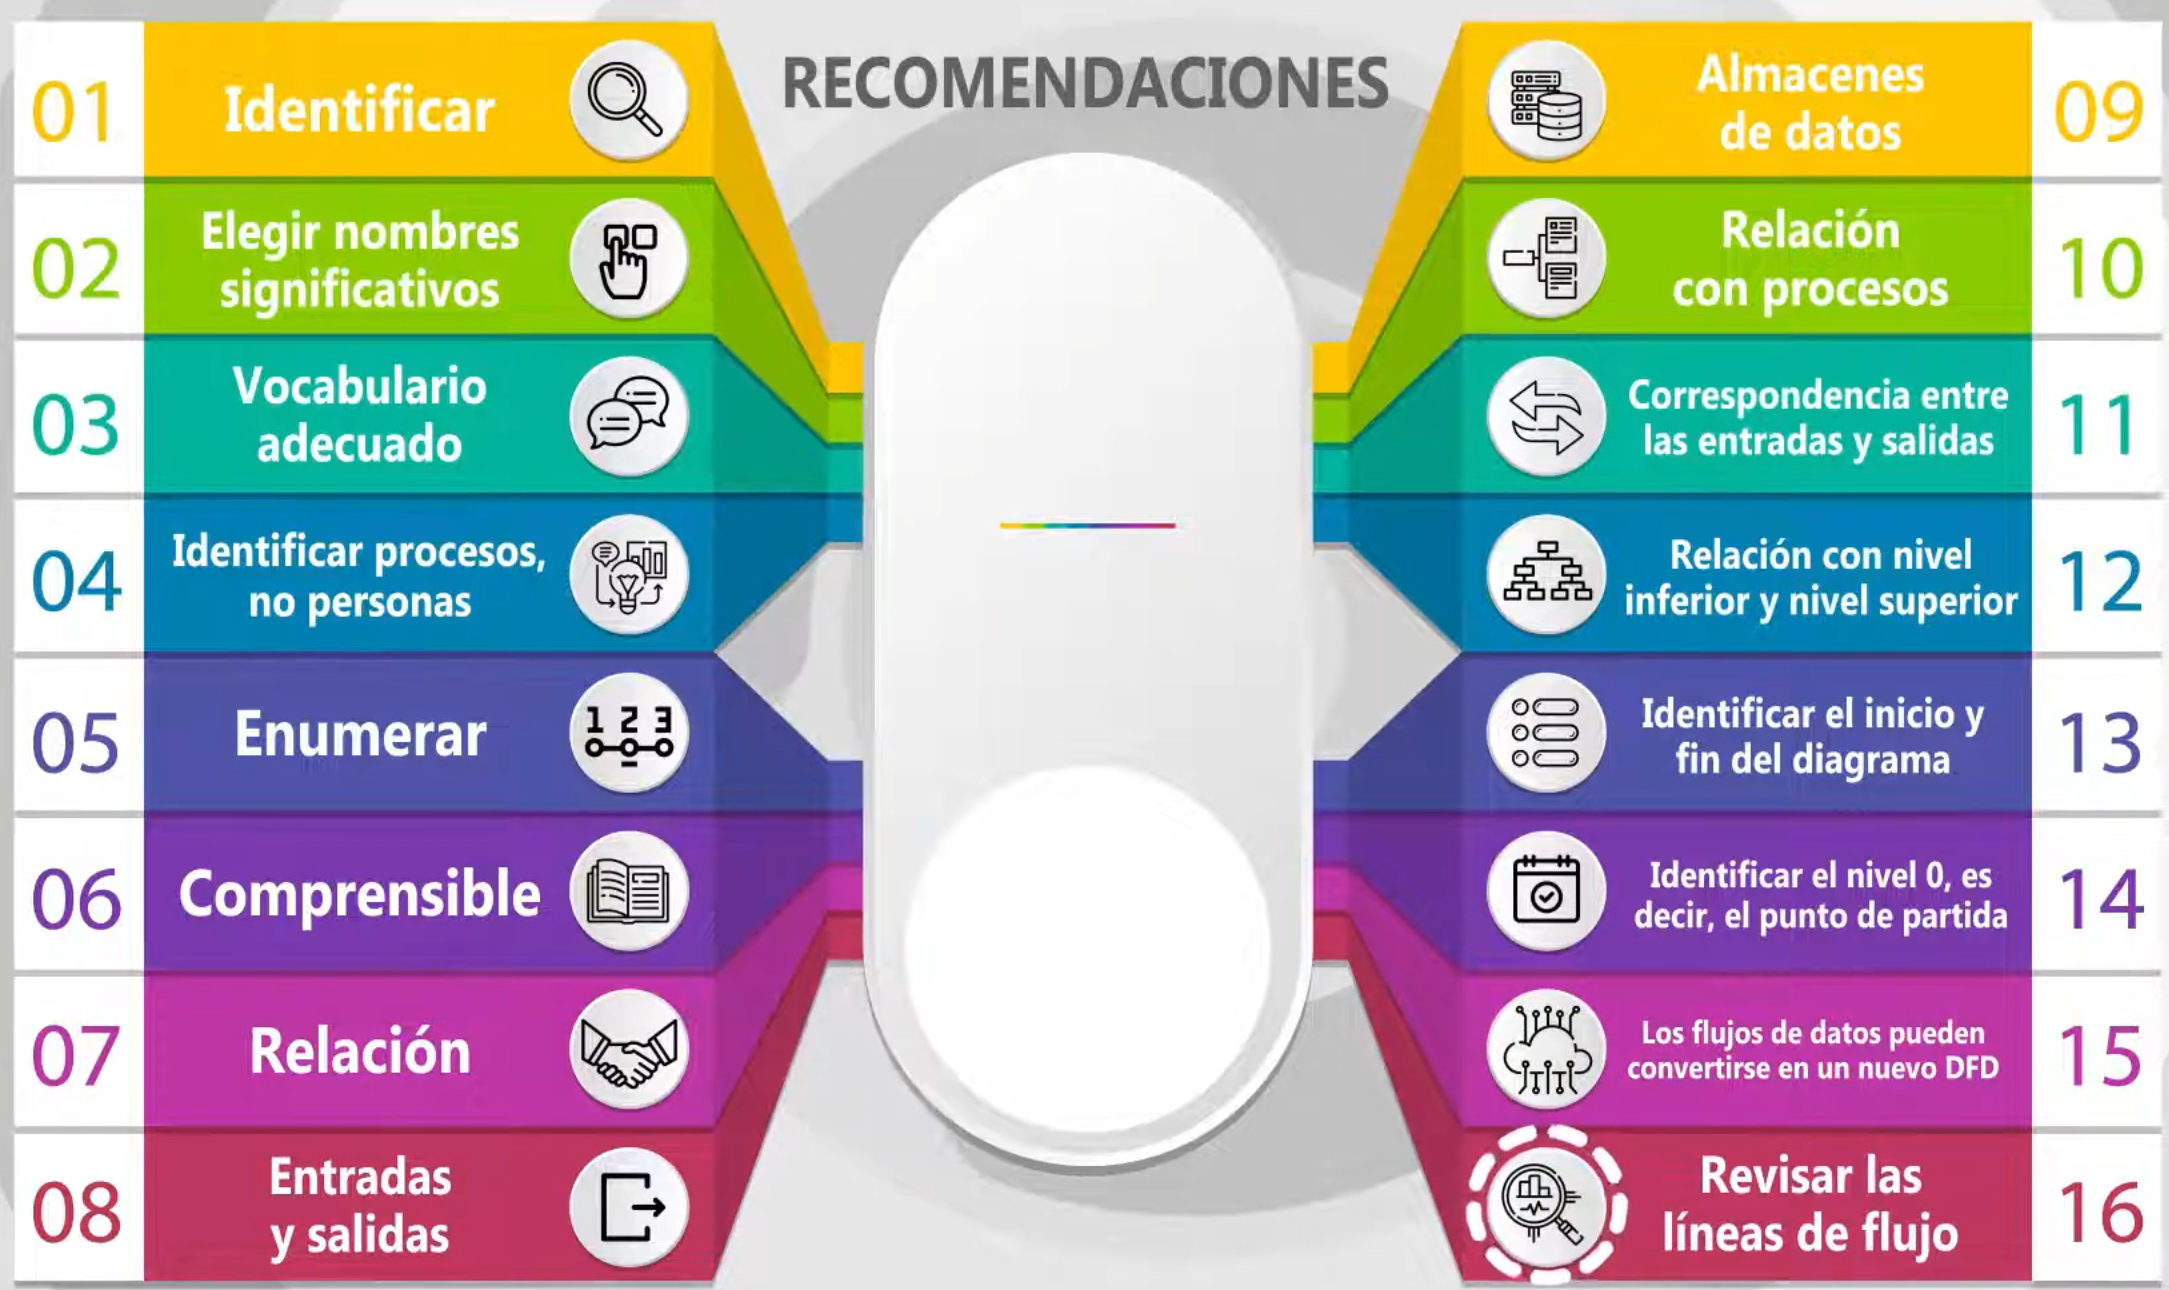 RECOMENDACIONES
01
Identificar
02
Elegir nombres
significativos
03
Vocabulario
adecuado
04
Identificar procesos,
no personas
05
Enumerar
1 2 3
06
Comprensible
07
Relación
08
Entradas
y salidas
Almacenes
de datos
09
Relación
con procesos
10
Correspondencia entre
las entradas y salidas
11
Relación con nivel
inferior y nivel superior
12
Identificar el inicio y
fin del diagrama
13
Identificar el nivel 0, es
decir, el punto de partida
14
Los flujos de datos pueden
convertirse en un nuevo DFD
15
Revisar las
líneas de flujo
16